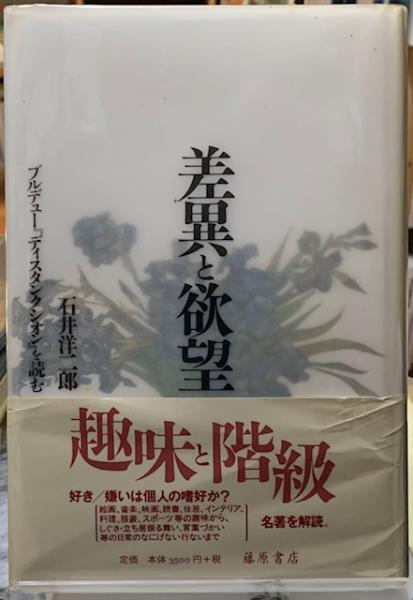 差異と欲望
ブルデュー『ディスタンクシオン』を読む
石井洋二郎
趣味と階級
好き/嫌いは個人の嗜好か?
絵画、音楽、映画、読書、住居、インテリア、
料理、服装、スポーツ等の趣味から、
しぐさ・立ち居振る舞い、言葉づかい
等の日常のなにげない行ないまで
名著を解読。
定価 本体3500円+税
藤原書店